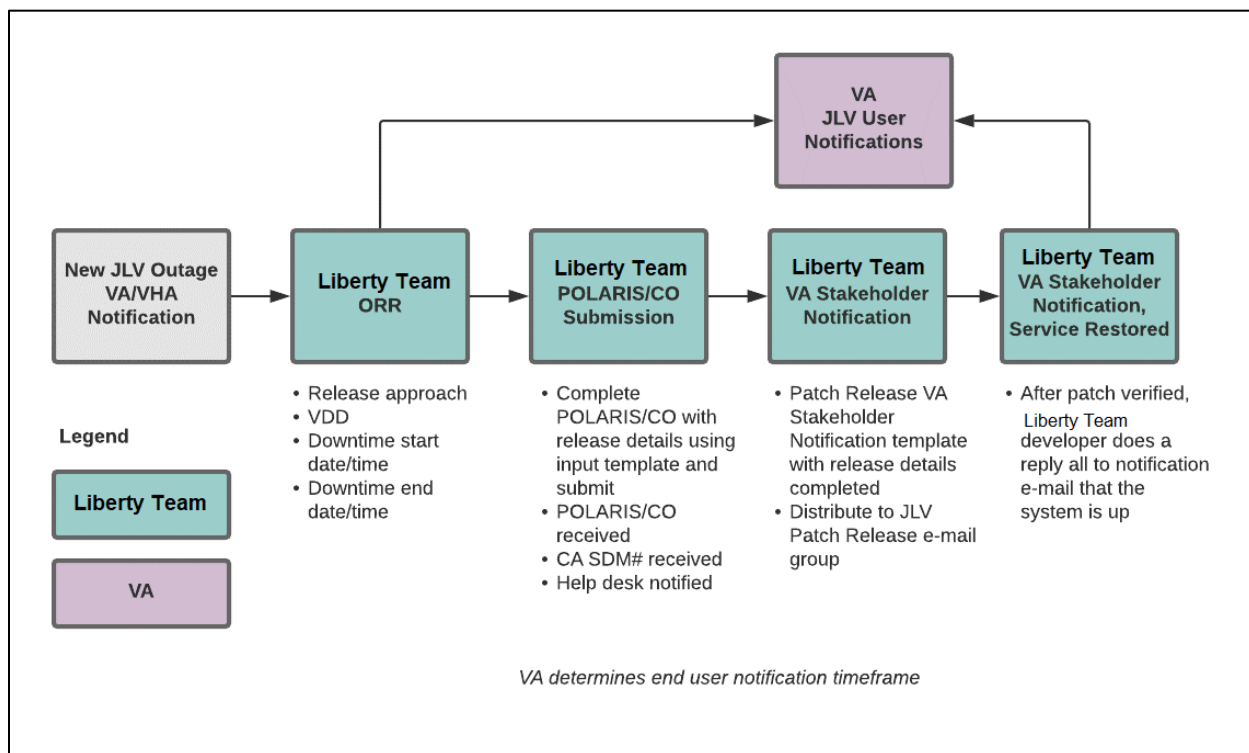 VA
JLV User
Notifications
New JLV Outage
VA/VHA
Notification
Liberty Team
ORR
Liberty Team
POLARIS/CO
Submission
Liberty Team
VA Stakeholder
Notification
Liberty Team
VA Stakeholder
Notification,
Service Restored
• Release approach
• VDD
• Downtime start
date/time
• Downtime end
date/time
• Complete
POLARIS/CO with
release details using
input template and
submit
• POLARIS/CO
received
• CA SDM# received
• Help desk notified
• Patch Release VA
Stakeholder
Notification template
with release details
completed
• Distribute to JLV
Patch Release e-mail
group
• After patch verified,
Liberty Team
developer does a
reply all to notification
e-mail that the
system is up
Legend
Liberty Team
VA
VA determines end user notification timeframe